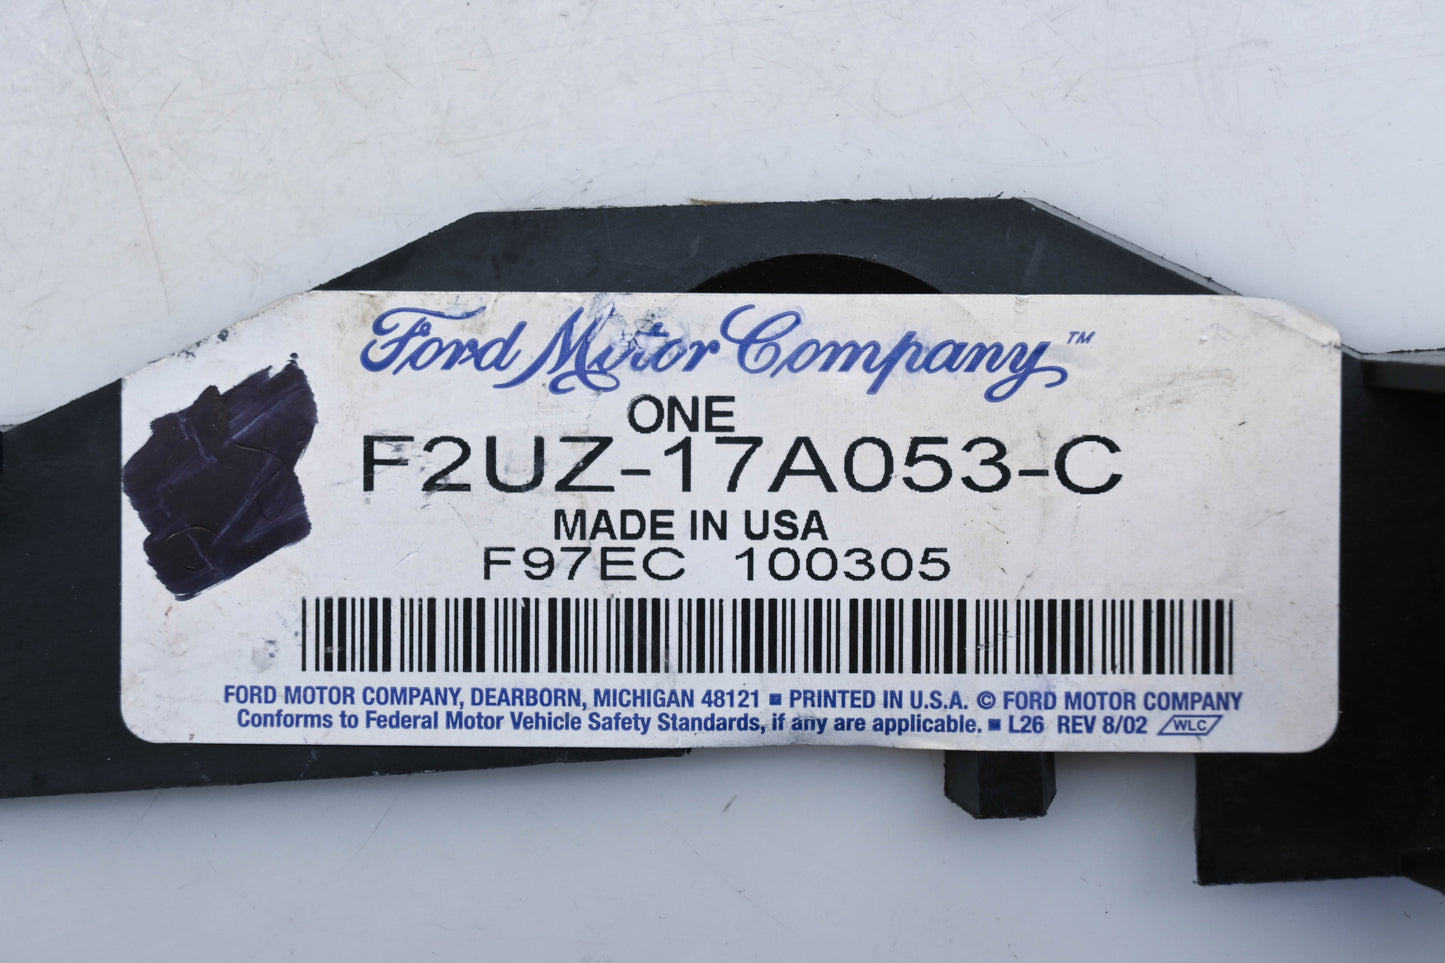 Ford Motor Company™
ONE
F2UZ-17A053-C
MADE IN USA
F97EC 100305
FORD MOTOR COMPANY, DEARBORN, MICHIGAN 48121 ■ PRINTED IN U.S.A. © FORD MOTOR COMPANY
Conforms to Federal Motor Vehicle Safety Standards, if any are applicable. ■ L26 REV 8/02 WLC